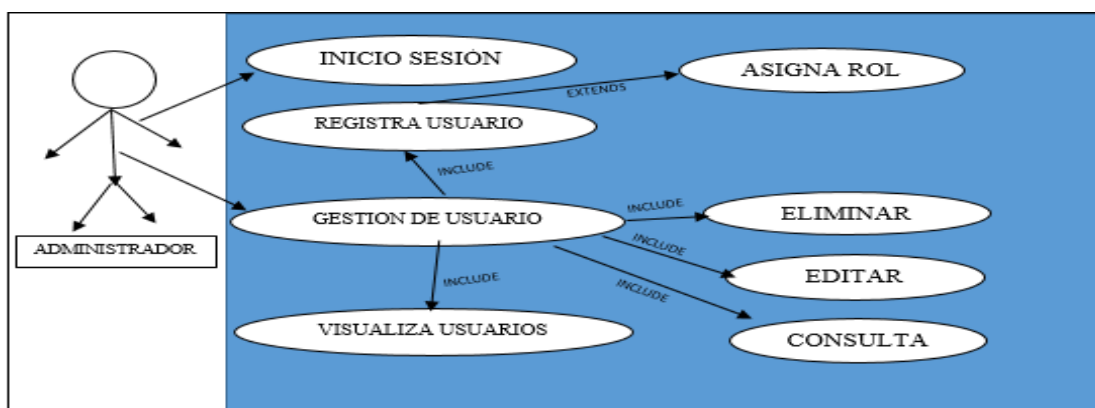 INICIO SESIÓN
ASIGNA ROL
EXTENDS
REGISTRA USUARIO
INCLUDE
GESTION DE USUARIO
INCLUDE
ELIMINAR
ADMINISTRADOR
INCLUDE
EDITAR
INCLUDE
INCLUDE
VISUALIZA USUARIOS
CONSULTA